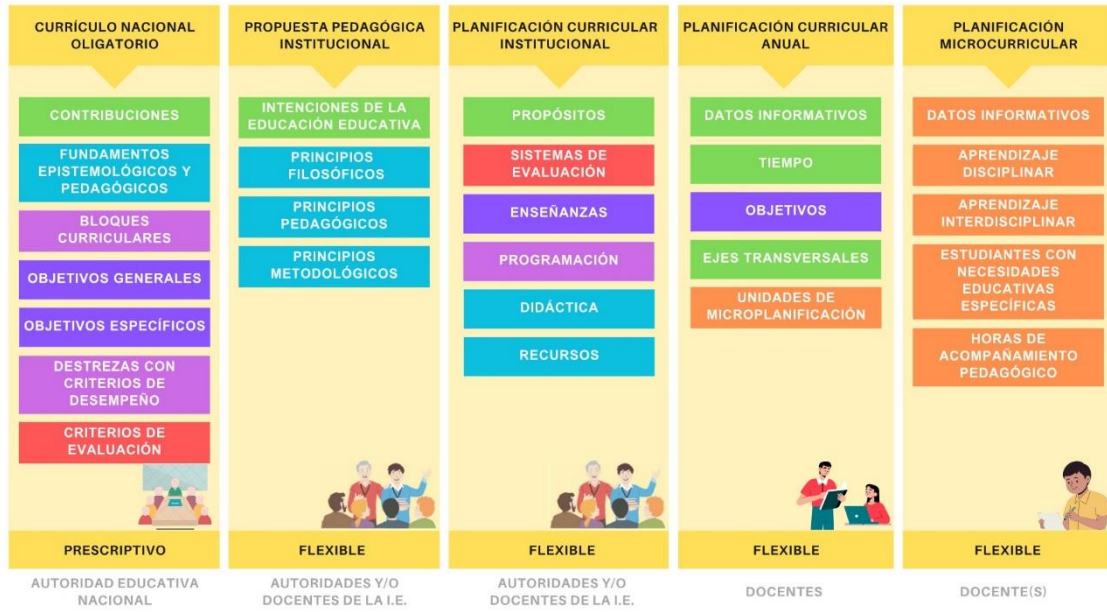 CURRÍCULO NACIONAL
OLIGATORIO
CONTRIBUCIONES
FUNDAMENTOS
EPISTEMOLÓGICOS Y
PEDAGÓGICOS
BLOQUES
CURRICULARES
OBJETIVOS GENERALES
OBJETIVOS ESPECÍFICOS
DESTREZAS CON
CRITERIOS DE
DESEMPEÑO
CRITERIOS DE
EVALUACIÓN
PRESCRIPTIVO
AUTORIDAD EDUCATIVA
NACIONAL
PROPUESTA PEDAGÓGICA
INSTITUCIONAL
INTENCIONES DE LA
EDUCACIÓN EDUCATIVA
PRINCIPIOS
FILOSÓFICOS
PRINCIPIOS
PEDAGÓGICOS
PRINCIPIOS
METODOLÓGICOS
FLEXIBLE
AUTORIDADES Y/O
DOCENTES DE LA I.E.
PLANIFICACIÓN CURRICULAR
INSTITUCIONAL
PROPÓSITOS
SISTEMAS DE
EVALUACIÓN
ENSEÑANZAS
PROGRAMACIÓN
DIDÁCTICA
RECURSOS
FLEXIBLE
AUTORIDADES Y/O
DOCENTES DE LA I.E.
PLANIFICACIÓN CURRICULAR
ANUAL
DATOS INFORMATIVOS
TIEMPO
OBJETIVOS
EJES TRANSVERSALES
UNIDADES DE
MICROPLANIFICACIÓN
FLEXIBLE
DOCENTES
PLANIFICACIÓN
MICROCURRICULAR
DATOS INFORMATIVOS
APRENDIZAJE
DISCIPLINAR
APRENDIZAJE
INTERDISCIPLINAR
ESTUDIANTES CON
NECESIDADES
EDUCATIVAS
ESPECÍFICAS
HORAS DE
ACOMPAÑAMIENTO
PEDAGÓGICO
FLEXIBLE
DOCENTE(S)